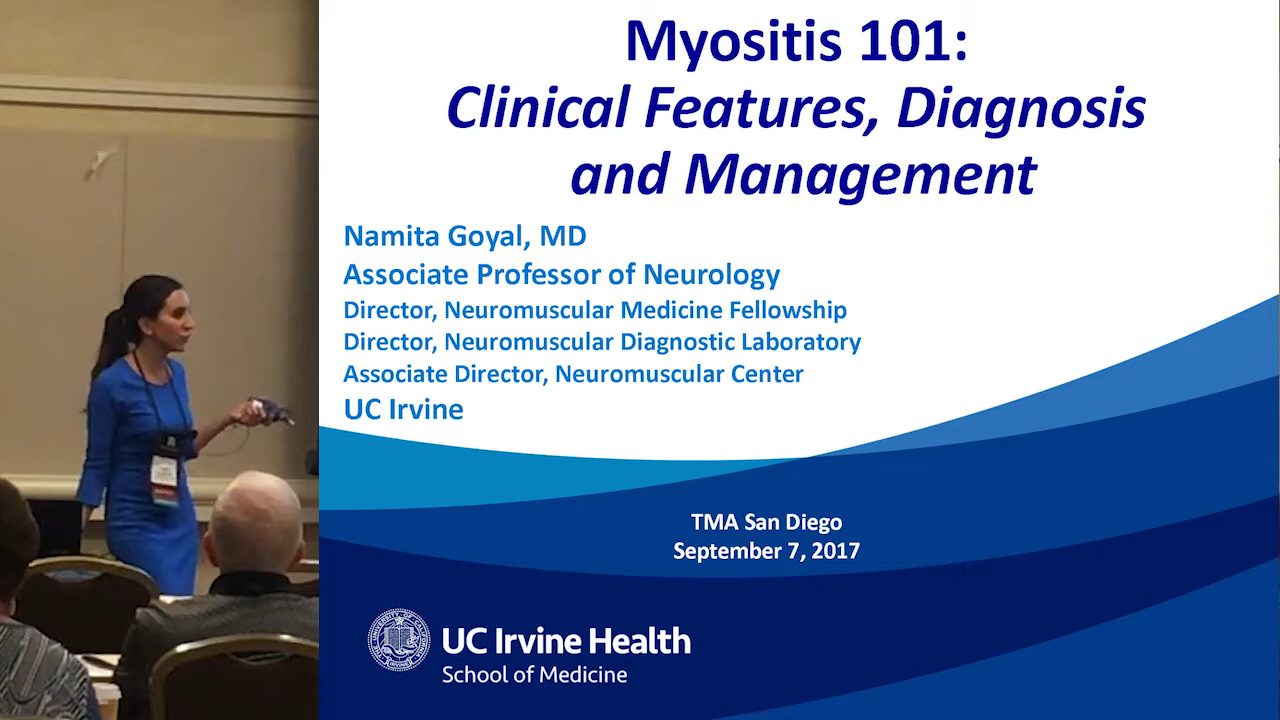 Myositis 101:
Clinical Features, Diagnosis
and Management
Namita Goyal, MD
Associate Professor of Neurology
Director, Neuromuscular Medicine Fellowship
Director, Neuromuscular Diagnostic Laboratory
Associate Director, Neuromuscular Center
UC Irvine
TMA San Diego
September 7, 2017
UC Irvine Health
School of Medicine